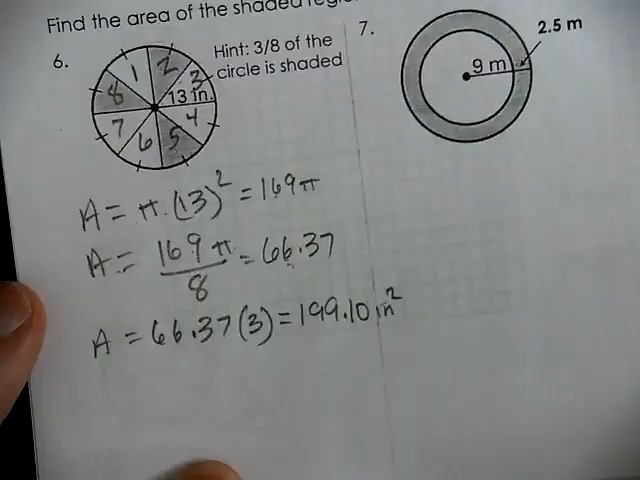 Find the area of the shaded
6.
Hint: 3/8 of the
circle is shaded
1
2
3
13 in.
4
5
6
7
8
7.
2.5 m
9 m
A = π · (13)² = 169π
A = 169π/8 = 66.37
A = 66.37(3) = 199.10 in²